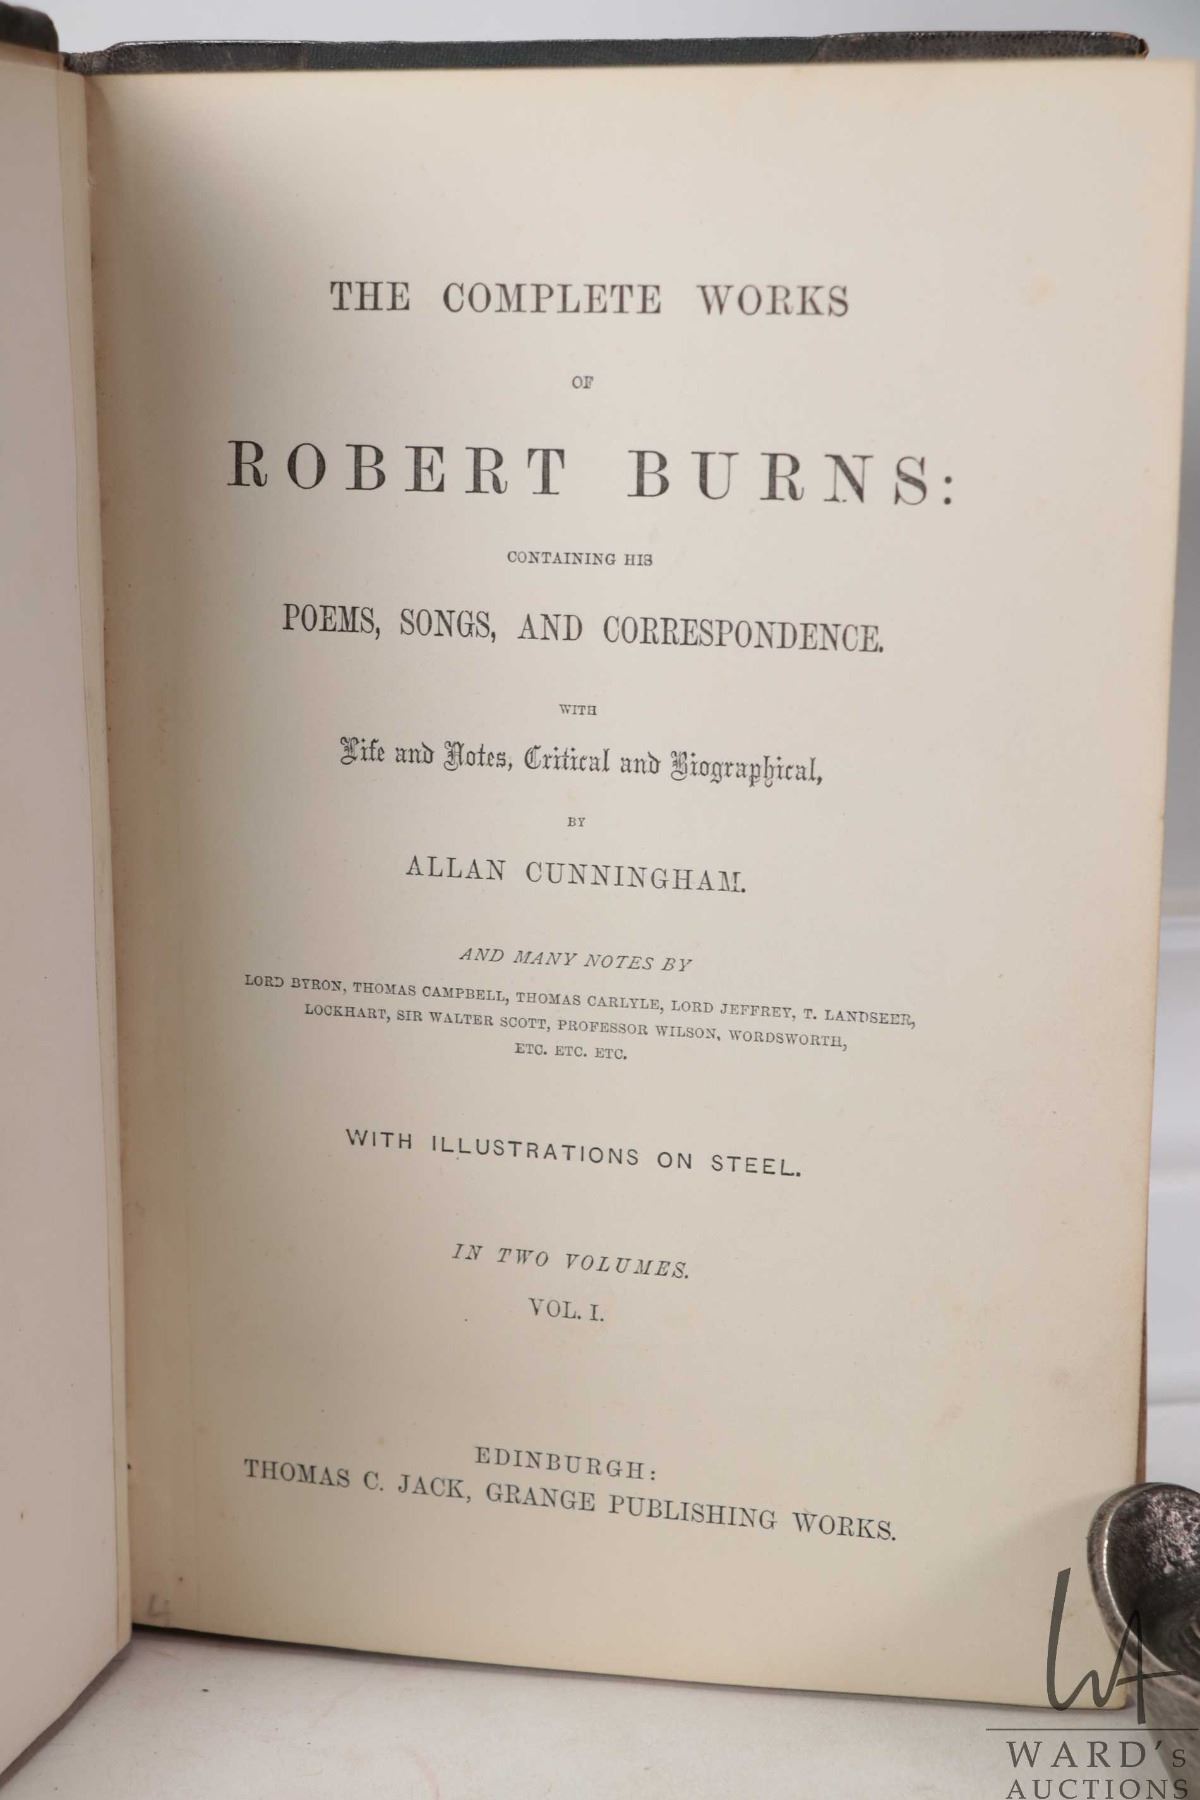 THE COMPLETE WORKS
OF
ROBERT BURNS:
CONTAINING HIS
POEMS, SONGS, AND CORRESPONDENCE.
WITH
Life and Notes, Critical and Biographical,
BY
ALLAN CUNNINGHAM.
AND MANY NOTES BY
LORD BYRON, THOMAS CAMPBELL, THOMAS CARLYLE, LORD JEFFREY, T. LANDSEER,
LOCKHART, SIR WALTER SCOTT, PROFESSOR WILSON, WORDSWORTH,
ETC. ETC. ETC.
WITH ILLUSTRATIONS ON STEEL.
IN TWO VOLUMES.
VOL. I.
EDINBURGH:
THOMAS C. JACK, GRANGE PUBLISHING WORKS.
4
WA
WARD's
AUCTIONS